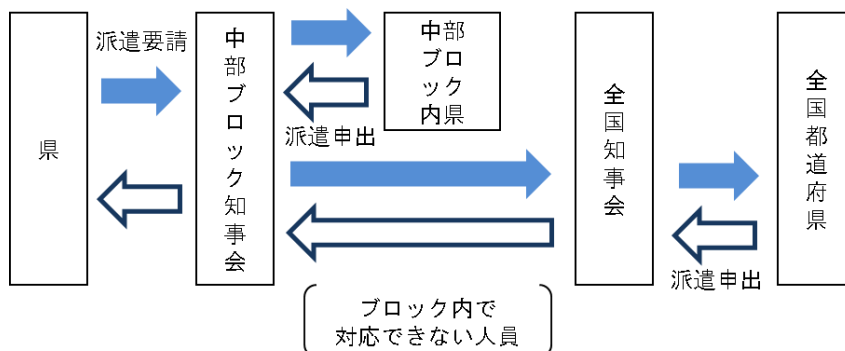 県
派遣要請
中部ブロック知事会
中部
ブロ
ック
内県
派遣申出
全国知事会
全国都道府県
派遣申出
ブロック内で
対応できない人員